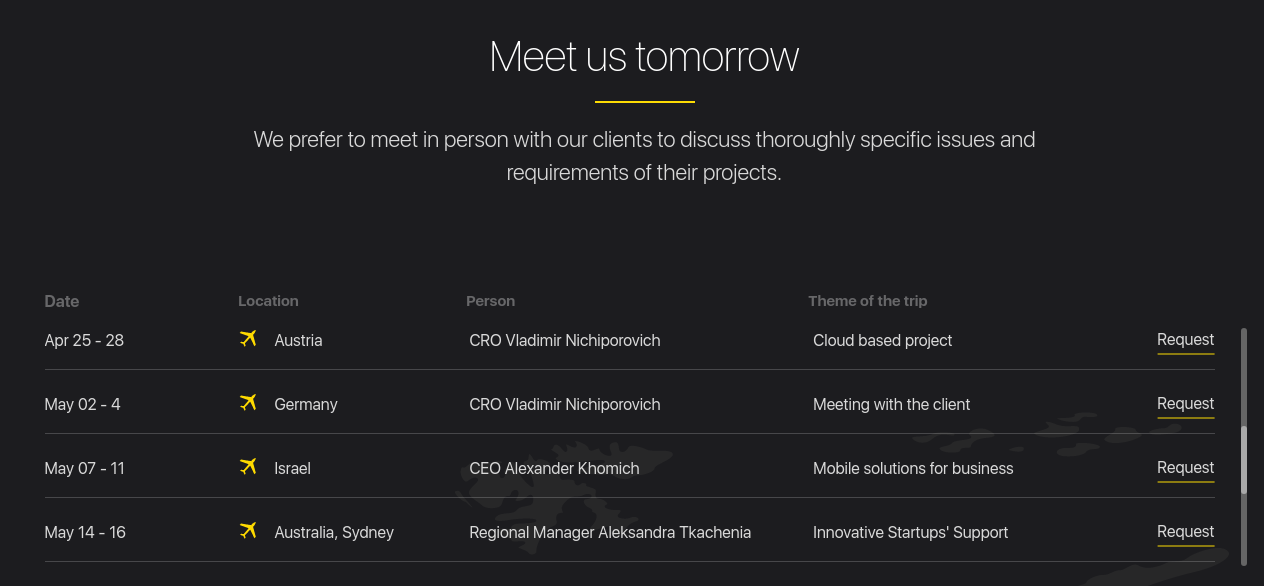 Meet us tomorrow
We prefer to meet in person with our clients to discuss thoroughly specific issues and
requirements of their projects.
Date Location Person Theme of the trip
Apr 25 - 28 Austria CRO Vladimir Nichiporovich Cloud based project Request
May 02 - 4 Germany CRO Vladimir Nichiporovich Meeting with the client Request
May 07 - 11 Israel CEO Alexander Khomich Mobile solutions for business Request
May 14 - 16 Australia, Sydney Regional Manager Aleksandra Tkachenia Innovative Startups' Support Request